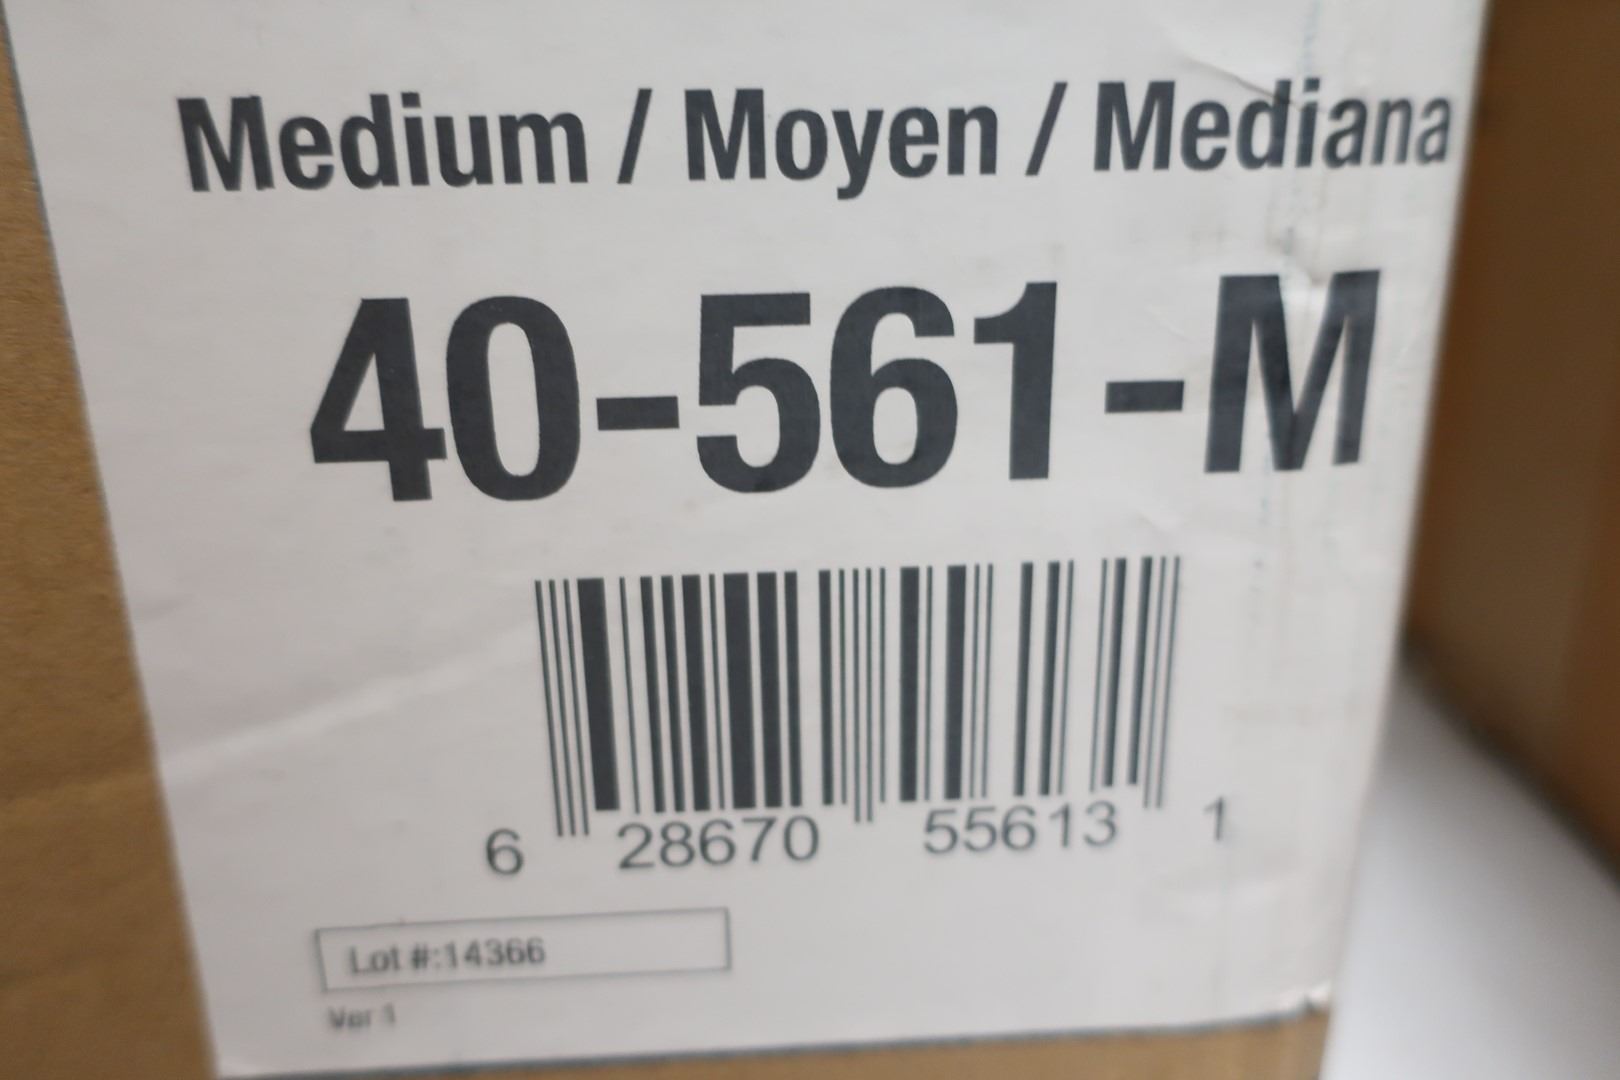 Medium / Moyen / Mediana
40-561-M
6 28670 55613 1
Lot #:14366
Ver 1